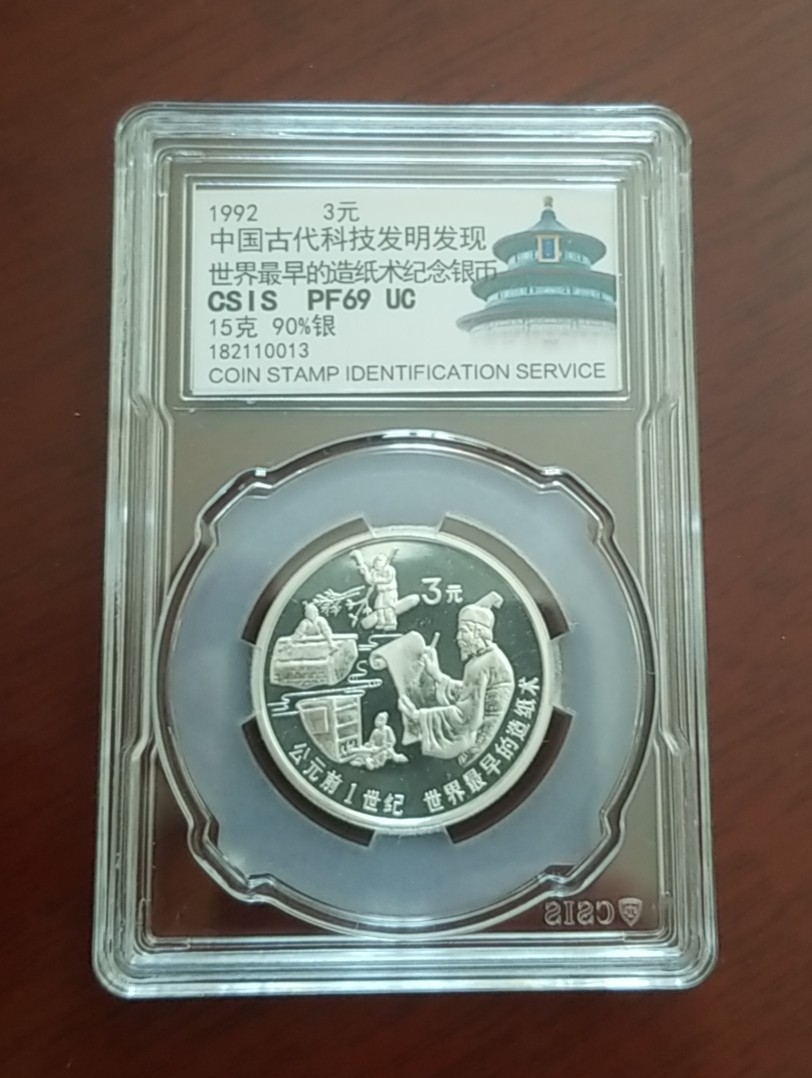 1992 3元
中国古代科技发明发现
世界最早的造纸术纪念银币
CSIS PF69 UC
15克 90%银
182110013
COIN STAMP IDENTIFICATION SERVICE
3元
公元前1世纪 世界最早的造纸术
CSIS